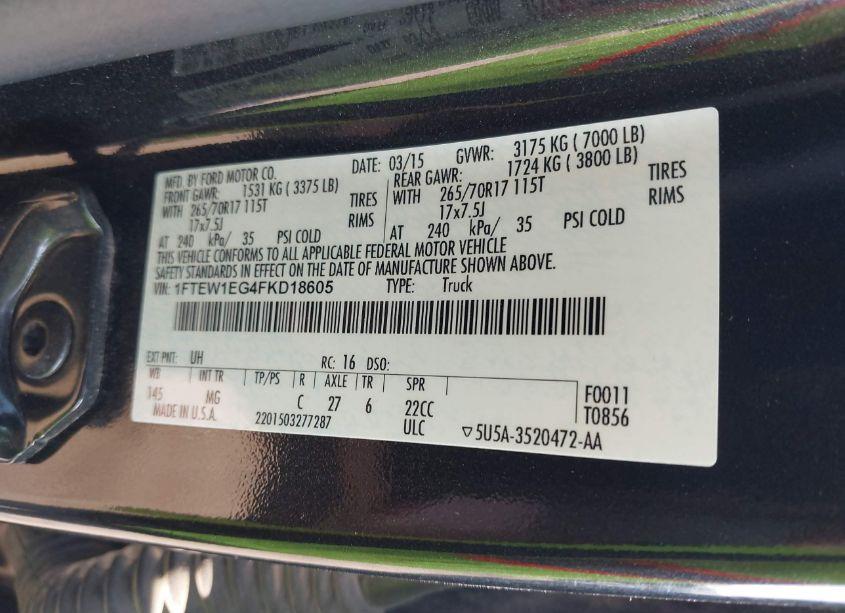 MFD. BY FORD MOTOR CO. DATE: 03/15 GVWR: 3175 KG ( 7000 LB)
FRONT GAWR: 1531 KG ( 3375 LB) REAR GAWR: 1724 KG ( 3800 LB)
WITH 265/70R17 115T TIRES WITH 265/70R17 115T TIRES
17x7.5J RIMS 17x7.5J RIMS
AT 240 kPa/ 35 PSI COLD AT 240 kPa/ 35 PSI COLD
THIS VEHICLE CONFORMS TO ALL APPLICABLE FEDERAL MOTOR VEHICLE
SAFETY STANDARDS IN EFFECT ON THE DATE OF MANUFACTURE SHOWN ABOVE.
VIN: 1FTEW1EG4FKD18605 TYPE: Truck
EXT PNT: UH RC: 16 DSO:
WB INT TR TP/PS R AXLE TR SPR F0011
145 MG C 27 6 22CC T0856
MADE IN U.S.A. 2201503277287 ULC ▽5U5A-3520472-AA